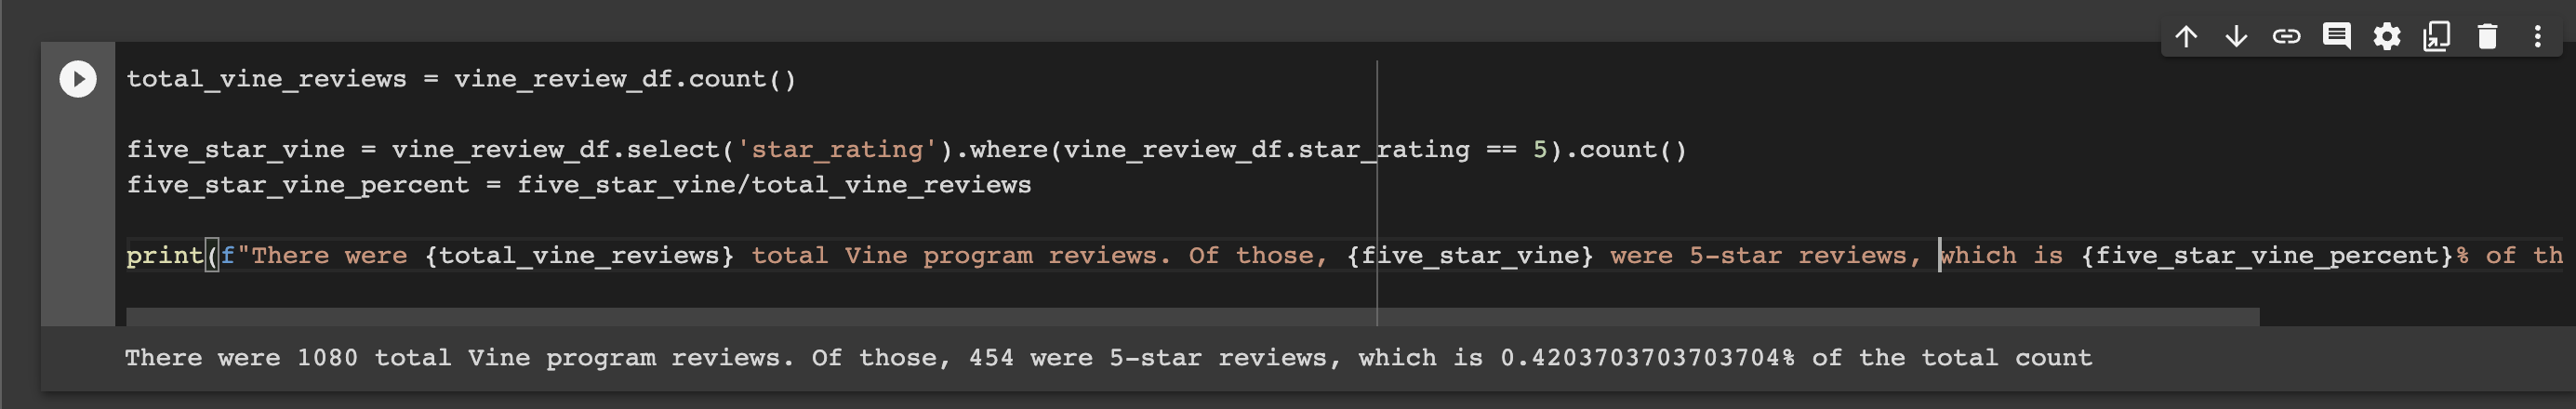 total_vine_reviews = vine_review_df.count()
five_star_vine = vine_review_df.select('star_rating').where(vine_review_df.star_rating == 5).count()
five_star_vine_percent = five_star_vine/total_vine_reviews
print(f"There were {total_vine_reviews} total Vine program reviews. Of those, {five_star_vine} were 5-star reviews, which is {five_star_vine_percent}% of th
There were 1080 total Vine program reviews. Of those, 454 were 5-star reviews, which is 0.4203703703703704% of the total count